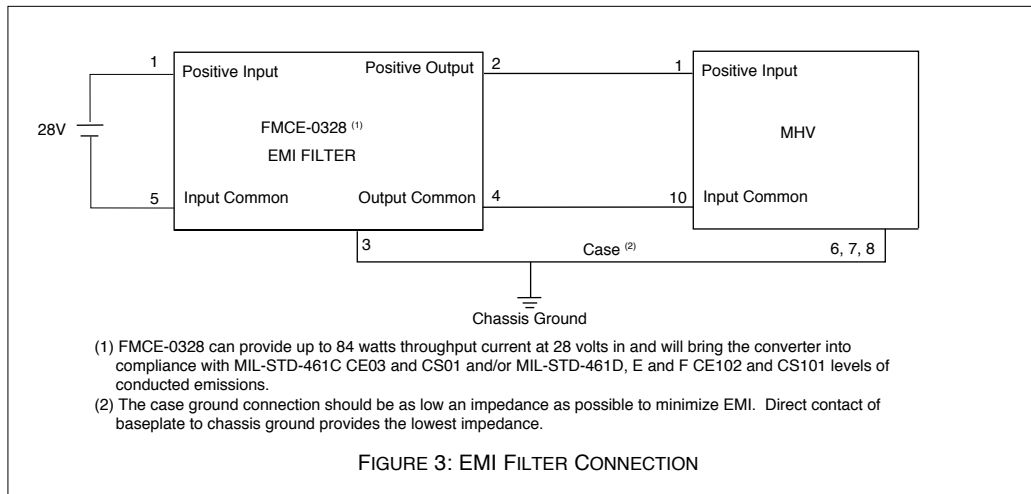 1
Positive Input
Positive Output
2
1
Positive Input
28V
FMCE-0328 (1)
EMI FILTER
MHV
5
Input Common
Output Common
4
10
Input Common
3
Case (2)
6, 7, 8
Chassis Ground
(1) FMCE-0328 can provide up to 84 watts throughput current at 28 volts in and will bring the converter into
compliance with MIL-STD-461C CE03 and CS01 and/or MIL-STD-461D, E and F CE102 and CS101 levels of
conducted emissions.
(2) The case ground connection should be as low an impedance as possible to minimize EMI. Direct contact of
baseplate to chassis ground provides the lowest impedance.
FIGURE 3: EMI FILTER CONNECTION